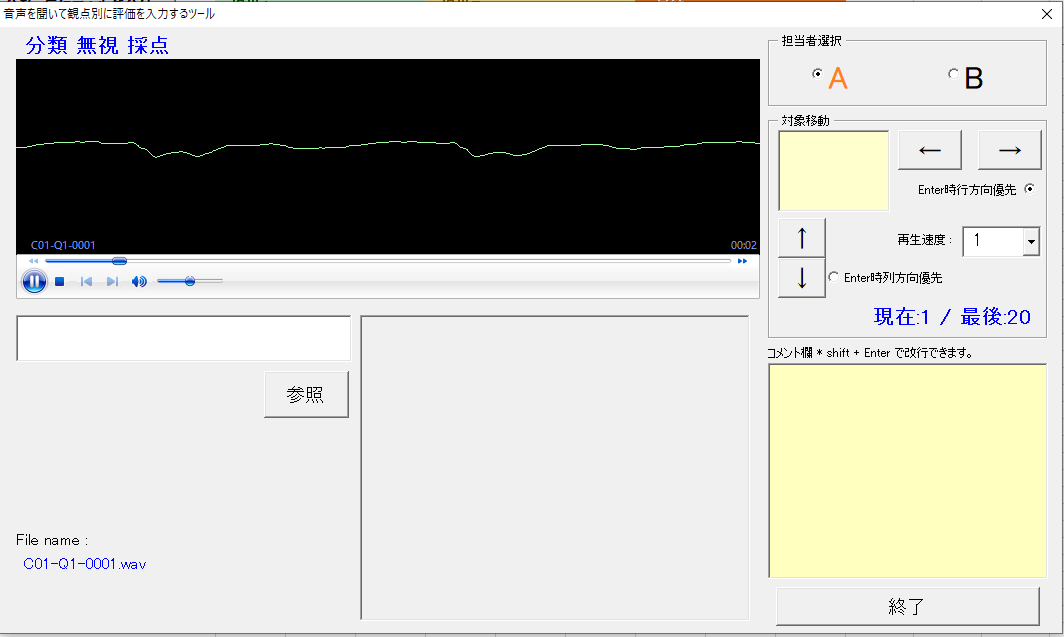 音声を聞いて観点別に評価を入力するツール
分類 無視 採点
担当者選択
A
B
C01-Q1-0001
00:02
対象移動
←
→
Enter時行方向優先
↑
再生速度 :
1
↓
Enter時列方向優先
現在:1 / 最後:20
参照
コメント欄 * shift + Enter で改行できます。
File name :
C01-Q1-0001.wav
終了